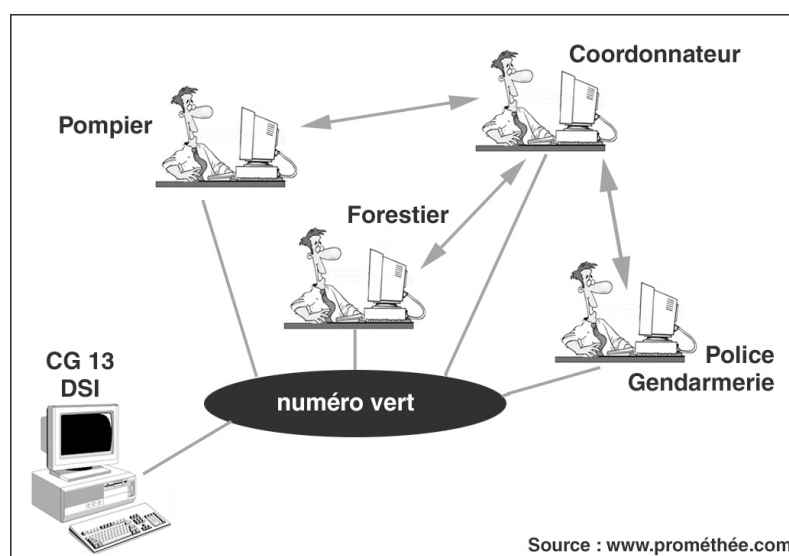 Coordonnateur
Pompier
Forestier
Police
Gendarmerie
CG 13
DSI
numéro vert
Source : www.prométhée.com